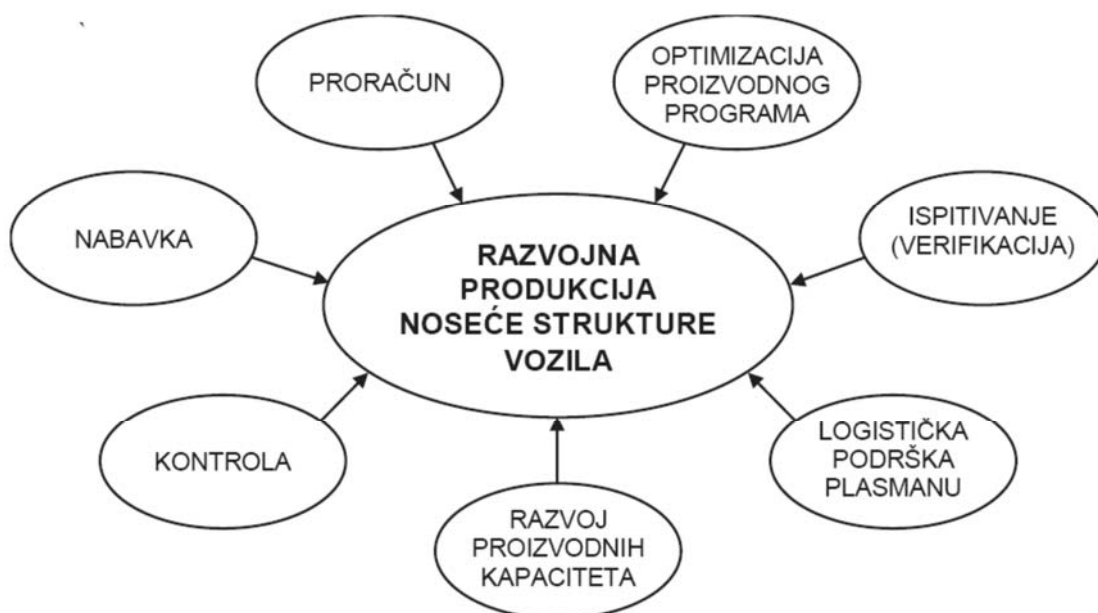 PRORAČUN
OPTIMIZACIJA
PROIZVODNOG
PROGRAMA
NABAVKA
ISPITIVANJE
(VERIFIKACIJA)
RAZVOJNA
PRODUKCIJA
NOSEĆE STRUKTURE
VOZILA
KONTROLA
LOGISTIČKA
PODRŠKA
PLASMANU
RAZVOJ
PROIZVODNIH
KAPACITETA